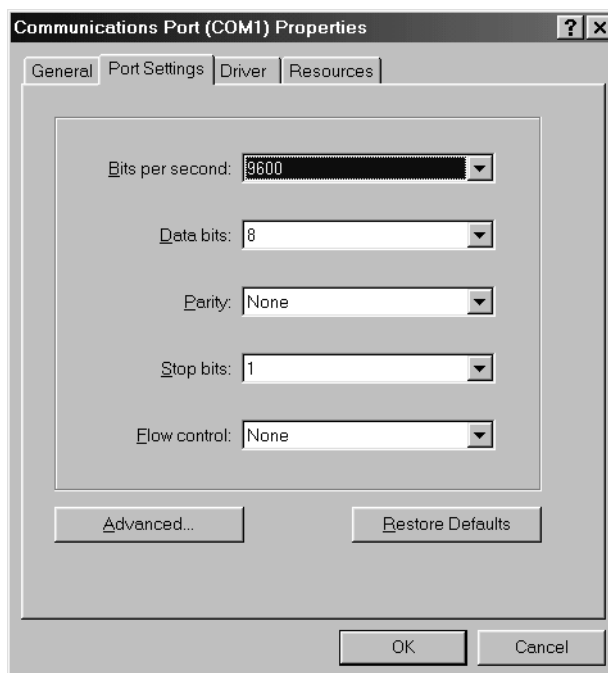 Communications Port (COM1) Properties
General Port Settings Driver Resources
Bits per second: 9600
Data bits: 8
Parity: None
Stop bits: 1
Flow control: None
Advanced... Restore Defaults
OK Cancel